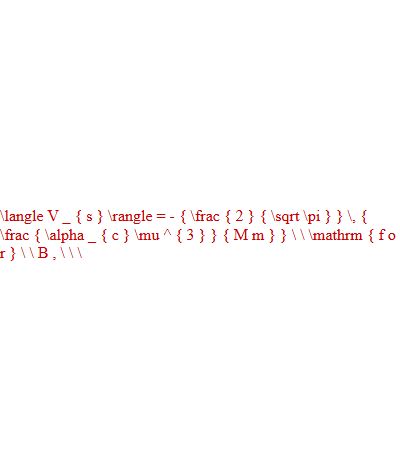 \langle V _ { s } \rangle = - { \frac { 2 } { \sqrt \pi } } \, {
\frac { \alpha _ { c } \mu ^ { 3 } } { M m } } \ \ \mathrm { f o
r } \ \ B , \ \ \